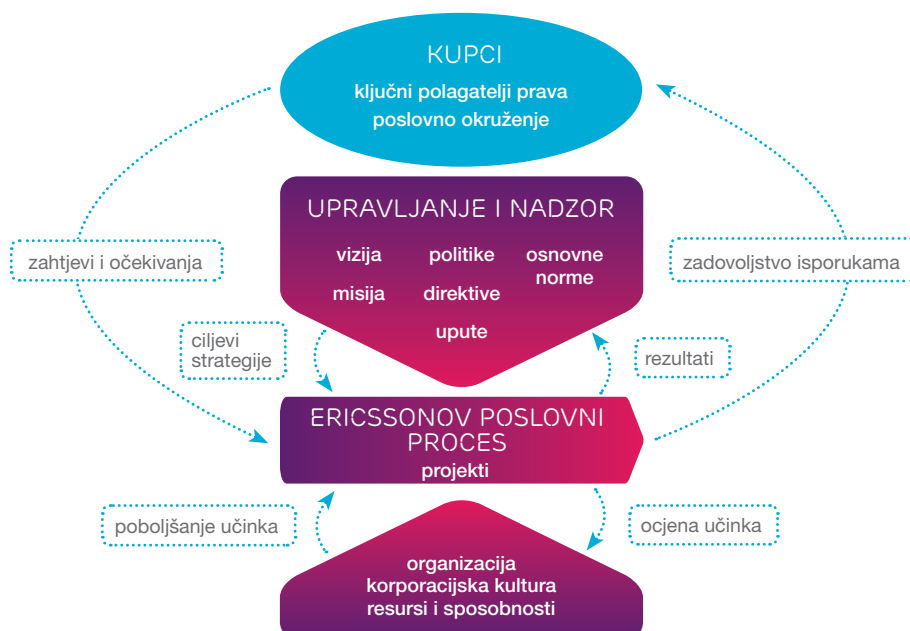 KUPCI
ključni polagatelji prava
poslovno okruženje
UPRAVLJANJE I NADZOR
vizija
politike
osnovne
norme
misija
direktive
upute
zahtjevi i očekivanja
zadovoljstvo isporukama
ciljevi
strategije
rezultati
ERICSSONOV POSLOVNI
PROCES
projekti
poboljšanje učinka
ocjena učinka
organizacija
korporacijska kultura
resursi i sposobnosti